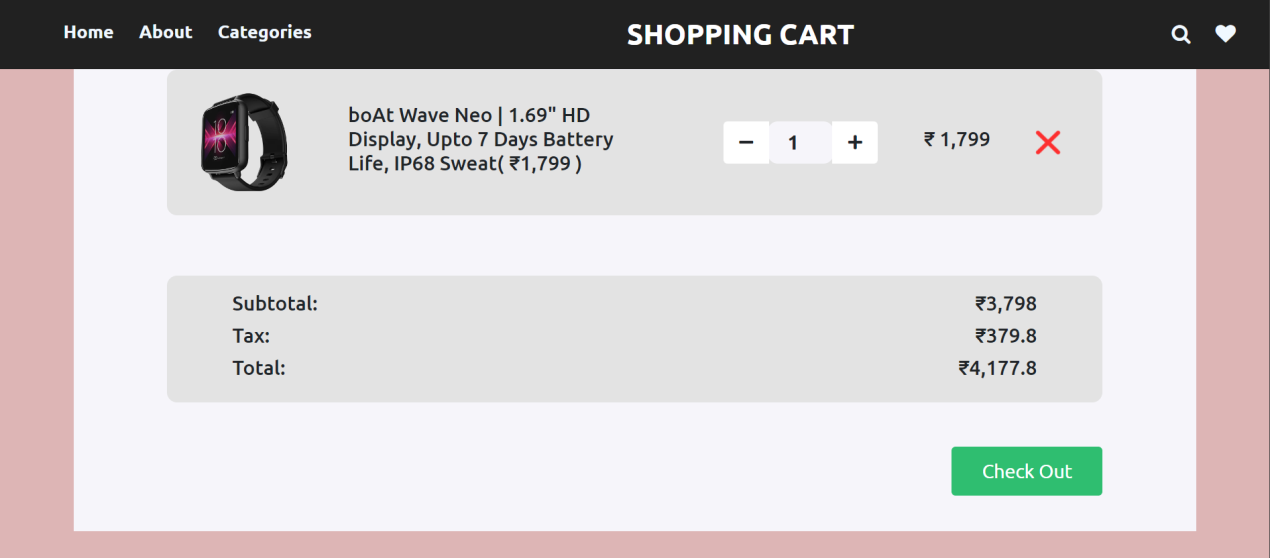 Home About Categories SHOPPING CART
boAt Wave Neo | 1.69" HD
Display, Upto 7 Days Battery
Life, IP68 Sweat( ₹1,799 )
− 1 + ₹ 1,799
Subtotal: ₹3,798
Tax: ₹379.8
Total: ₹4,177.8
Check Out